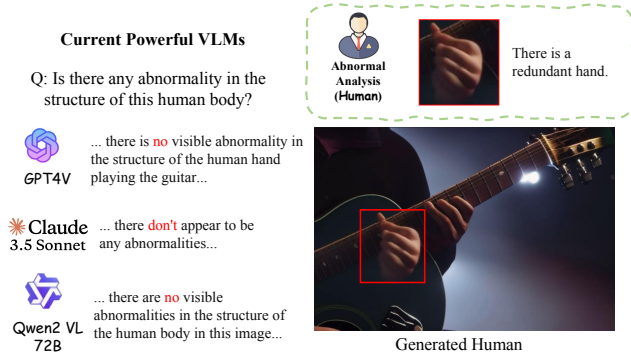 Current Powerful VLMs
Q: Is there any abnormality in the
structure of this human body?
GPT4V
... there is no visible abnormality in
the structure of the human hand
playing the guitar...
Claude
3.5 Sonnet
... there don't appear to be
any abnormalities...
Qwen2 VL
72B
... there are no visible
abnormalities in the structure of
the human body in this image...
Abnormal
Analysis
(Human)
There is a
redundant hand.
Generated Human